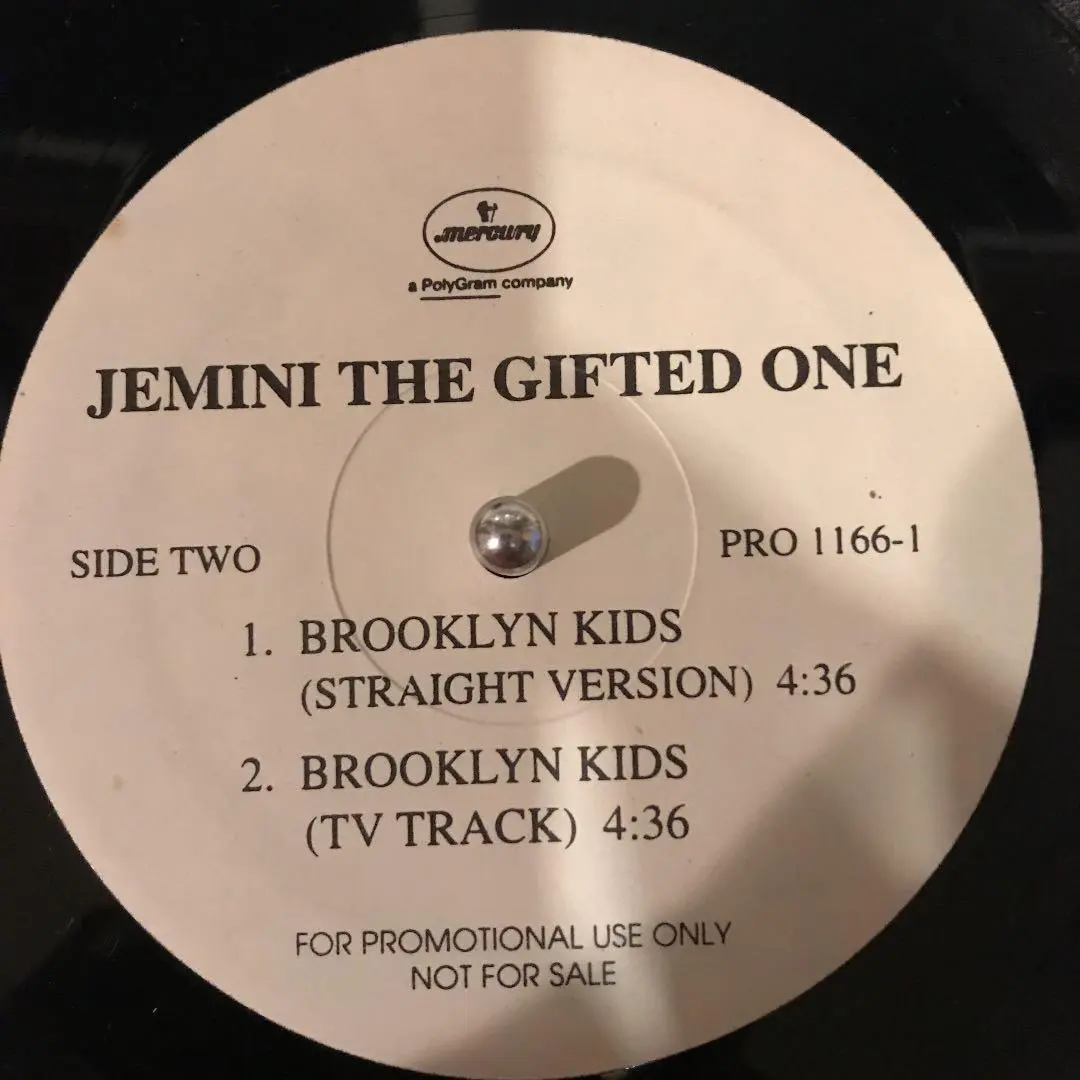 mercury
a PolyGram company
JEMINI THE GIFTED ONE
SIDE TWO
PRO 1166-1
1. BROOKLYN KIDS
(STRAIGHT VERSION) 4:36
2. BROOKLYN KIDS
(TV TRACK) 4:36
FOR PROMOTIONAL USE ONLY
NOT FOR SALE